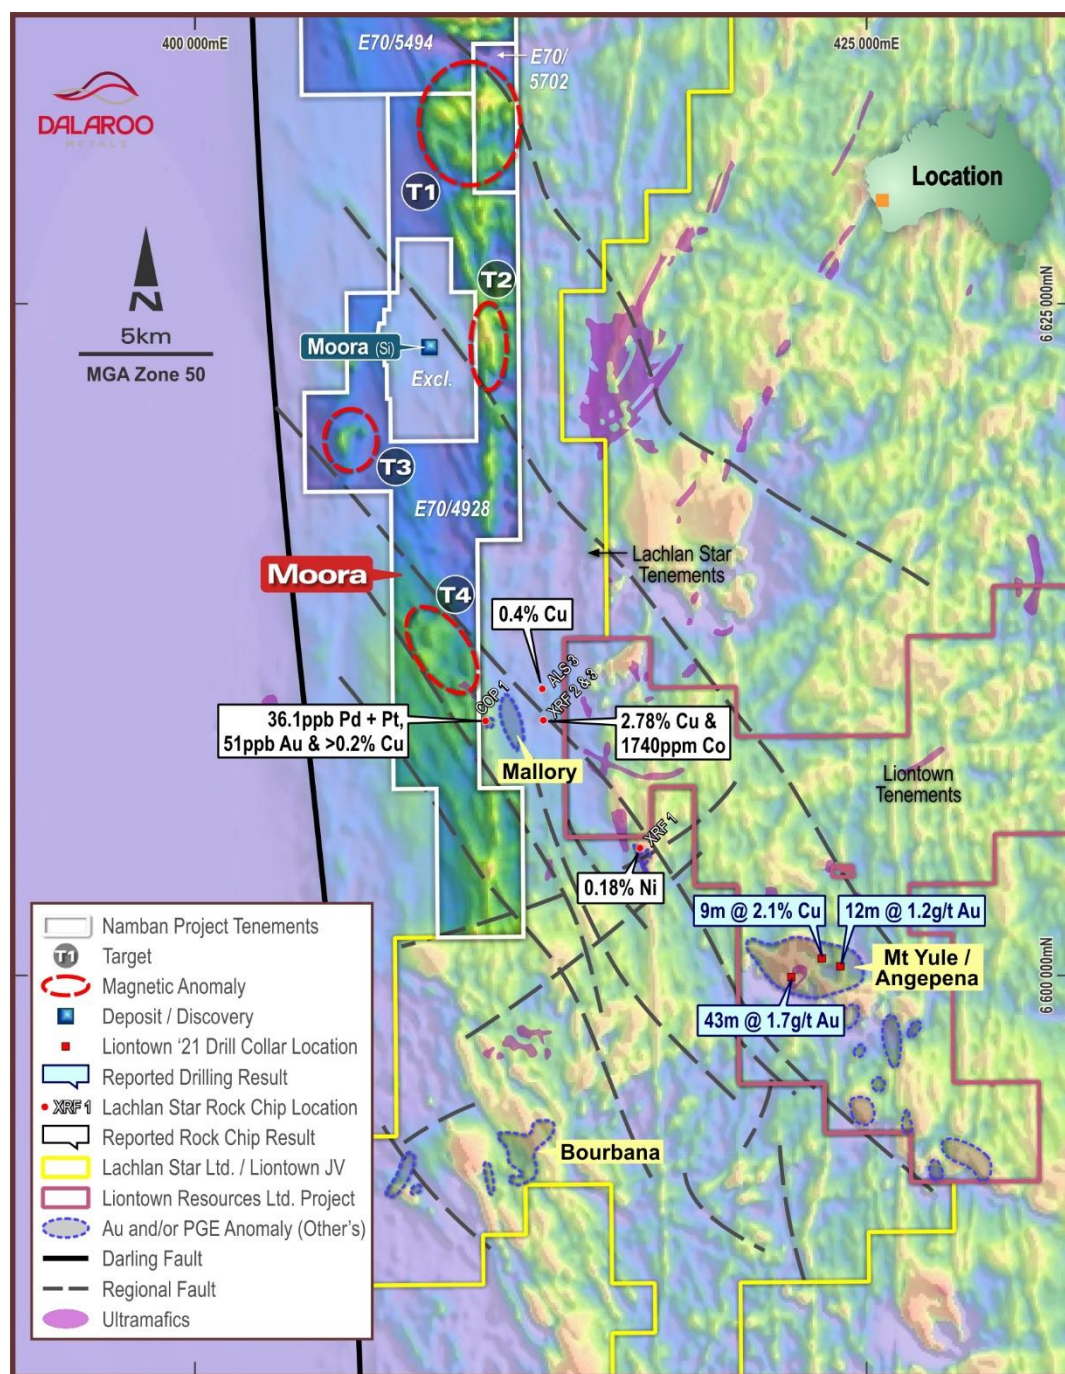 400 000mE
425 000mE
E70/5494
E70/
5702
DALAROO
METALS
Location
T1
N
5km
MGA Zone 50
T2
6 625 000mN
Moora (Si)
Excl.
T3
E70/4928
Lachlan Star
Tenements
Moora
T4
0.4% Cu
ALS 3
XRF 2 & 3
COP 1
36.1ppb Pd + Pt,
51ppb Au & >0.2% Cu
2.78% Cu &
1740ppm Co
Mallory
Liontown
Tenements
XRF 1
0.18% Ni
9m @ 2.1% Cu
12m @ 1.2g/t Au
Mt Yule /
Angepena
43m @ 1.7g/t Au
6 600 000mN
Bourbana
Namban Project Tenements
T1 Target
Magnetic Anomaly
Deposit / Discovery
Liontown ‘21 Drill Collar Location
Reported Drilling Result
XRF 1 Lachlan Star Rock Chip Location
Reported Rock Chip Result
Lachlan Star Ltd. / Liontown JV
Liontown Resources Ltd. Project
Au and/or PGE Anomaly (Other’s)
Darling Fault
Regional Fault
Ultramafics